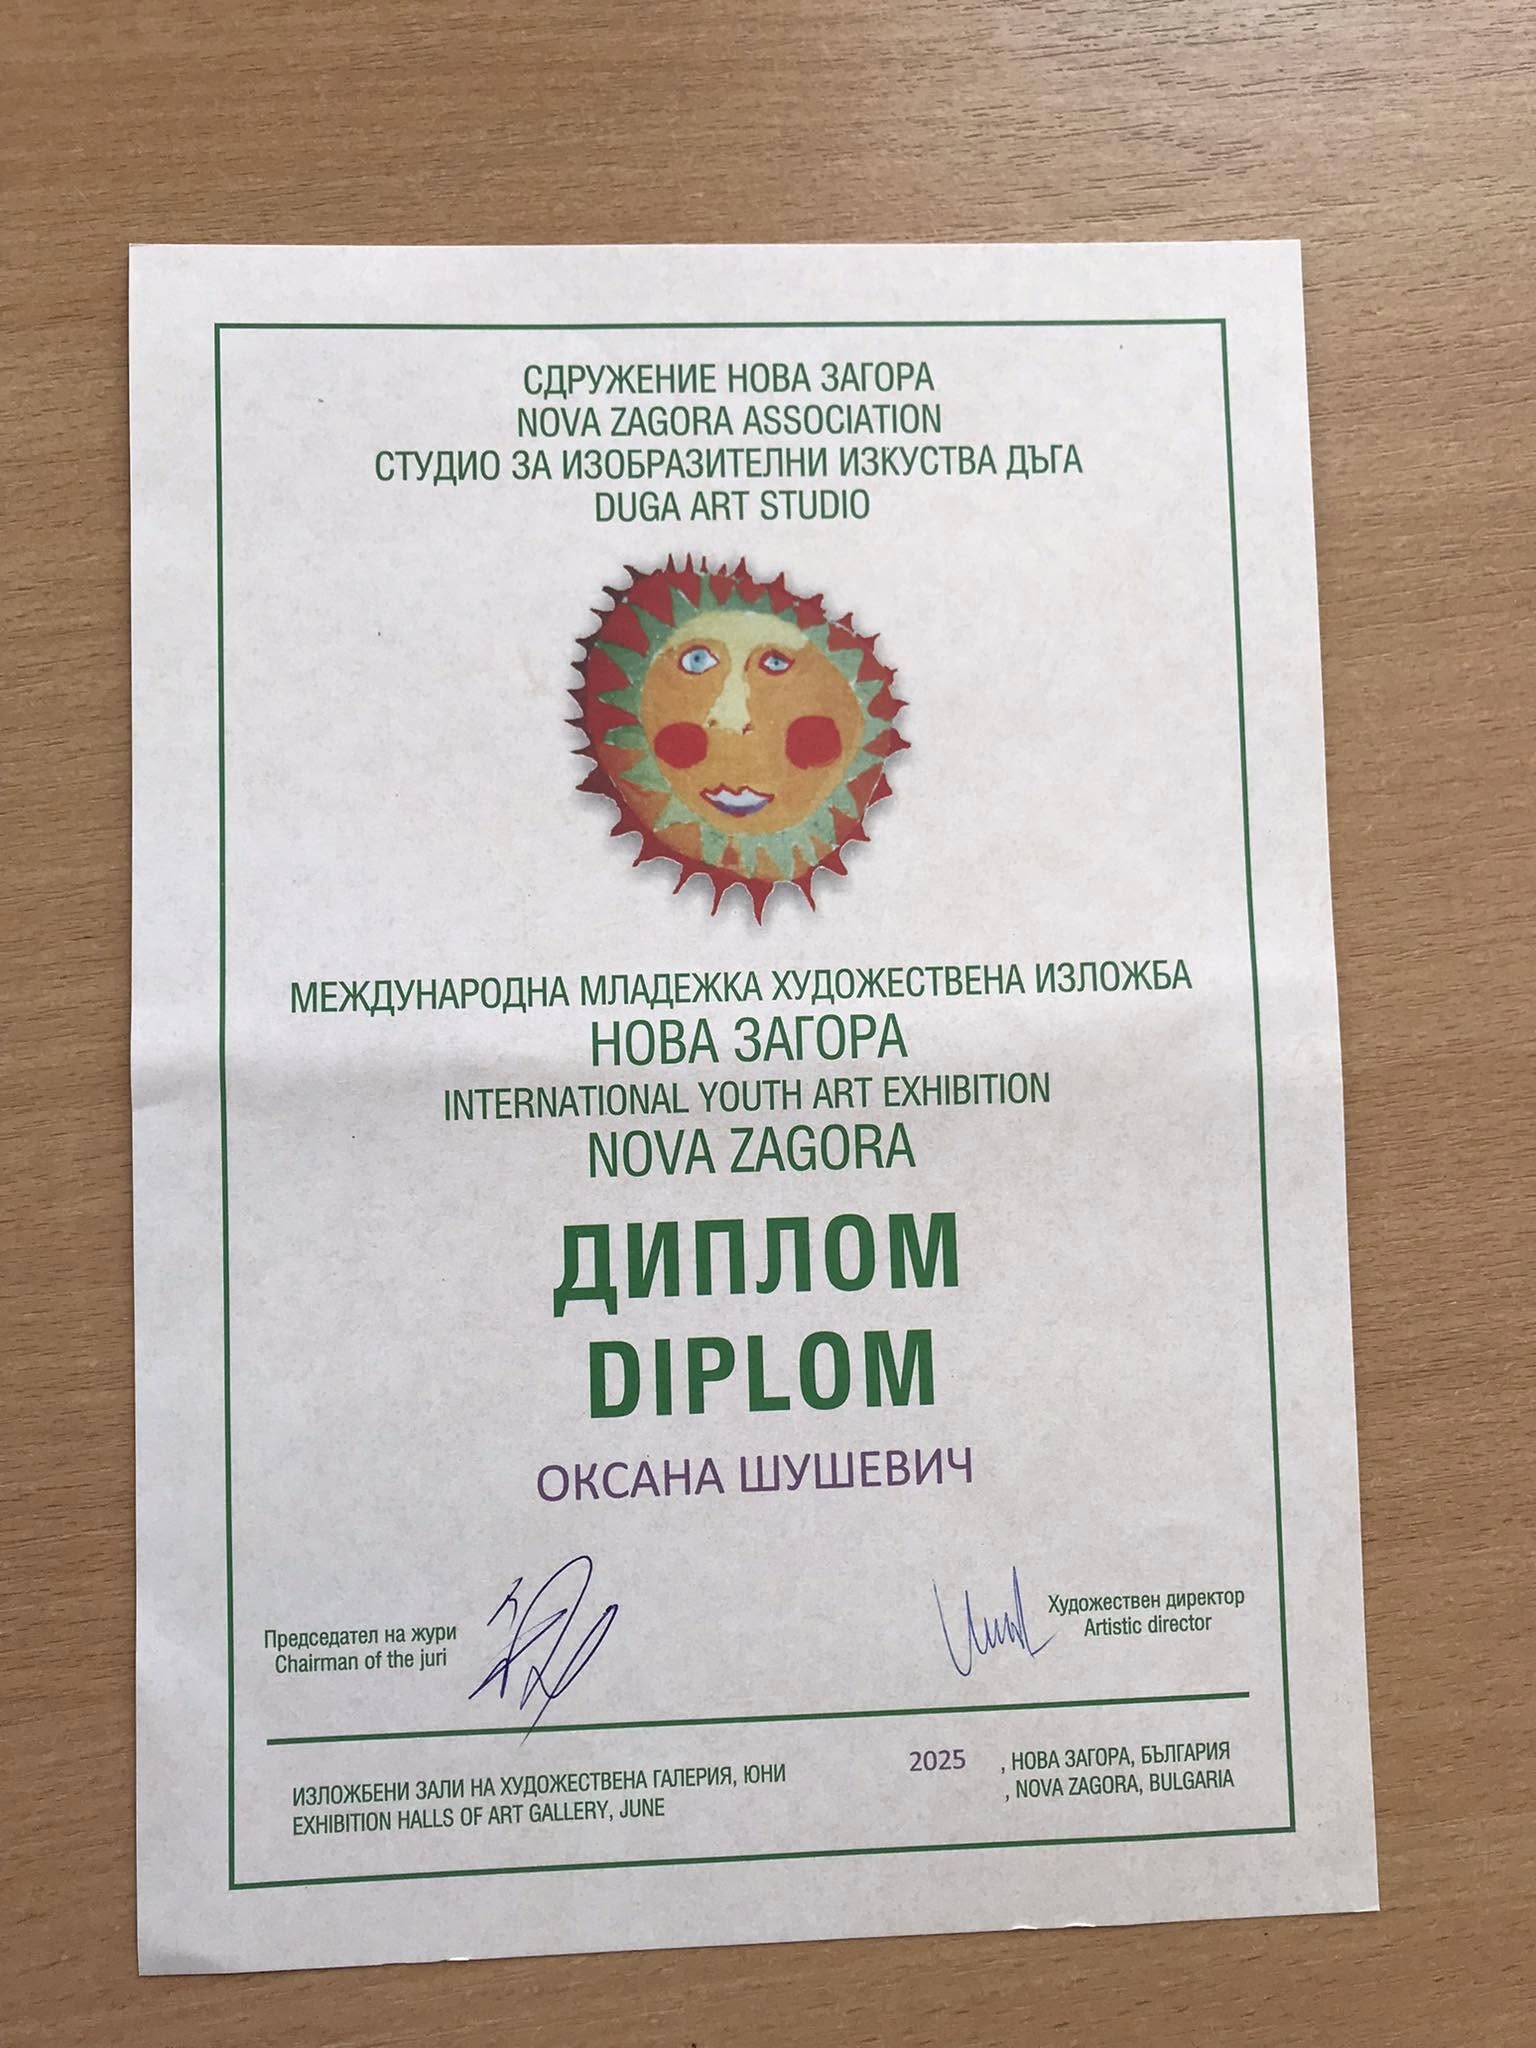 СДРУЖЕНИЕ НОВА ЗАГОРА
NOVA ZAGORA ASSOCIATION
СТУДИО ЗА ИЗОБРАЗИТЕЛНИ ИЗКУСТВА ДЪГА
DUGA ART STUDIO
МЕЖДУНАРОДНА МЛАДЕЖКА ХУДОЖЕСТВЕНА ИЗЛОЖБА
НОВА ЗАГОРА
INTERNATIONAL YOUTH ART EXHIBITION
NOVA ZAGORA
ДИПЛОМ
DIPLOM
ОКСАНА ШУШЕВИЧ
Председател на жури
Chairman of the juri
Художествен директор
Artistic director
ИЗЛОЖБЕНИ ЗАЛИ НА ХУДОЖЕСТВЕНА ГАЛЕРИЯ, ЮНИ
EXHIBITION HALLS OF ART GALLERY, JUNE
2025 , НОВА ЗАГОРА, БЪЛГАРИЯ
, NOVA ZAGORA, BULGARIA